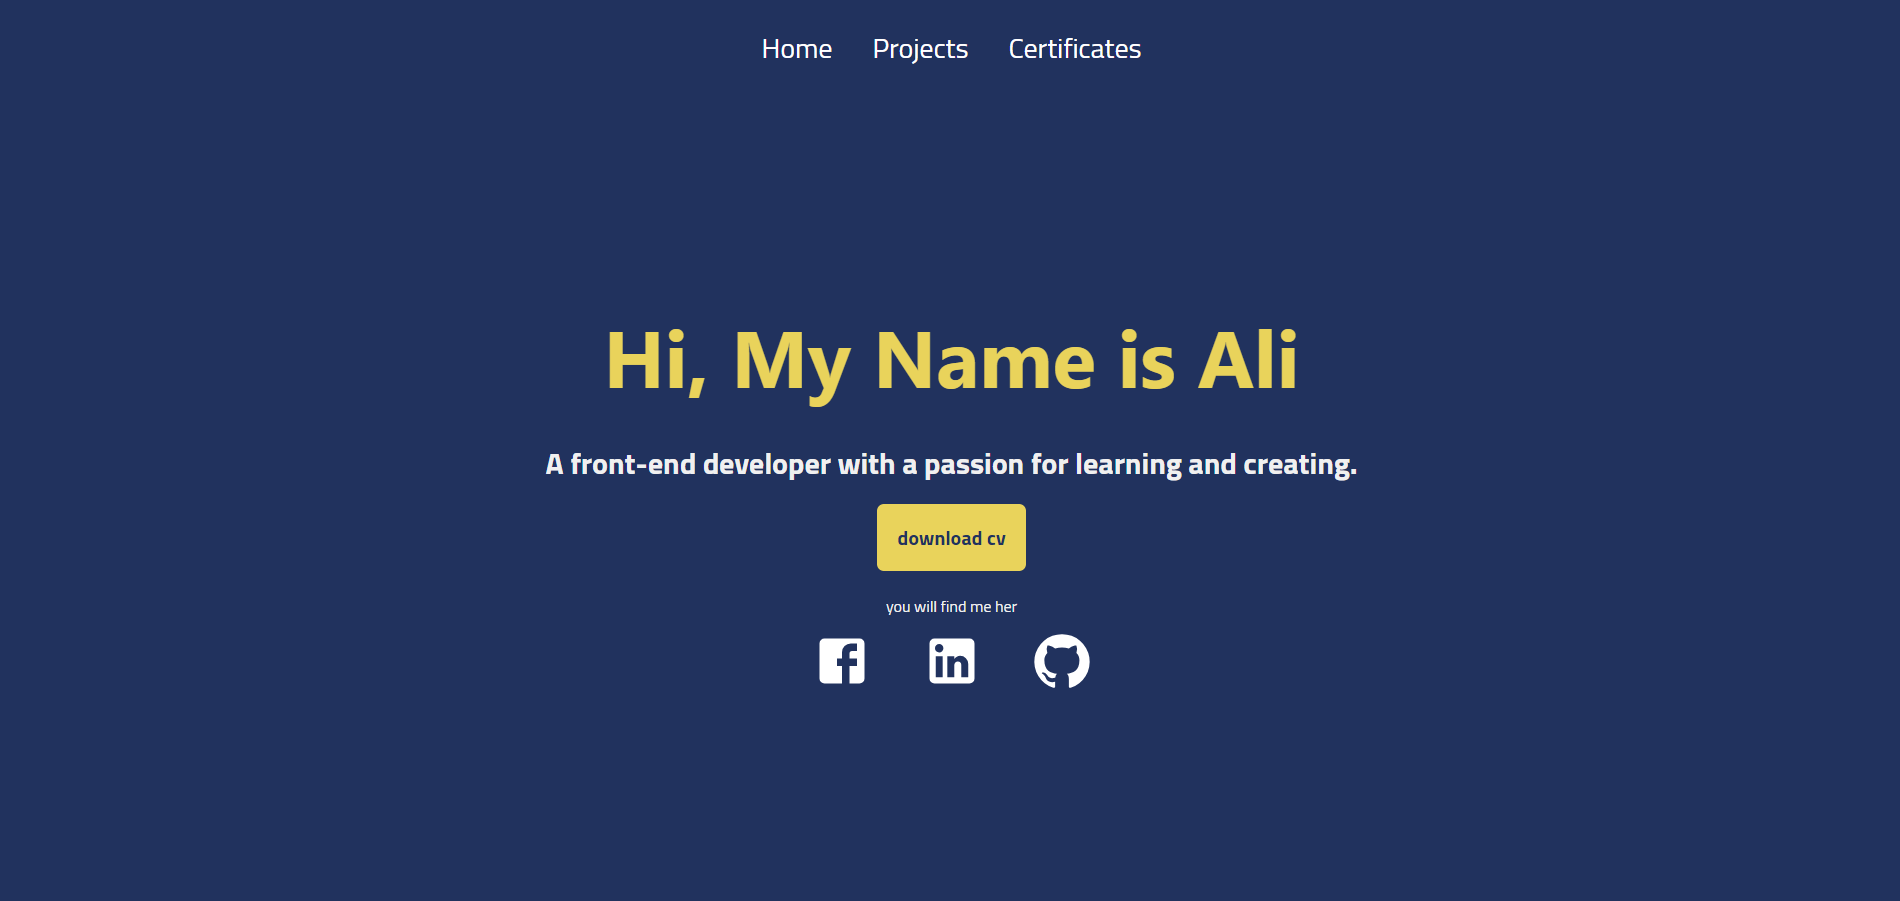 Home Projects Certificates
Hi, My Name is Ali
A front-end developer with a passion for learning and creating.
download cv
you will find me her